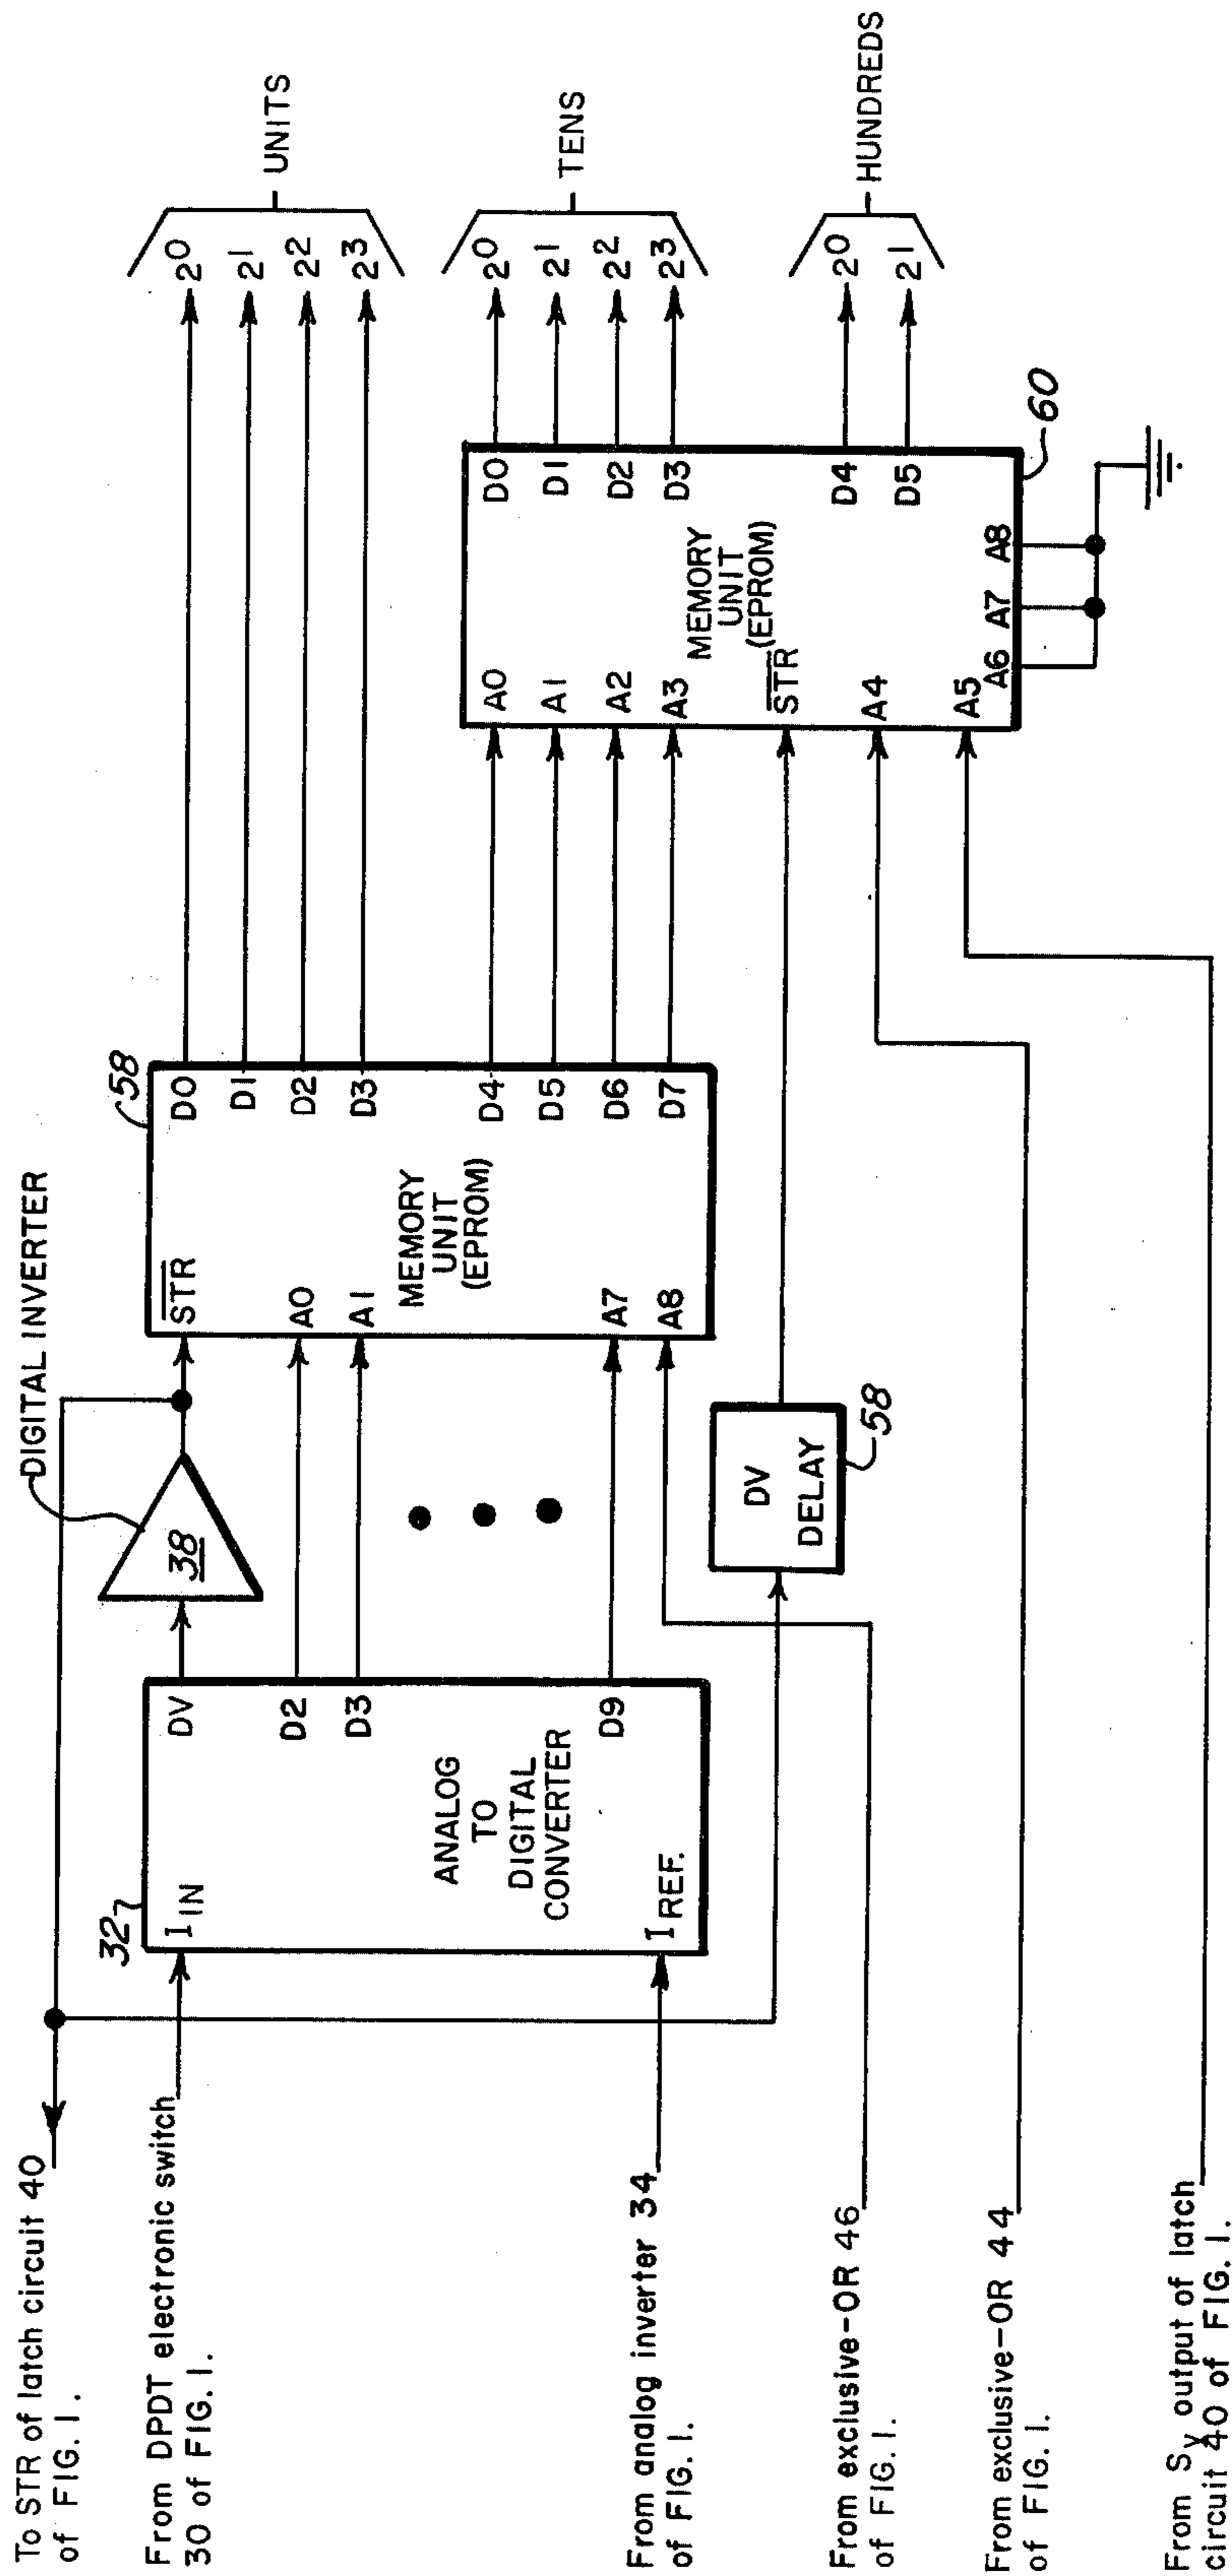 To STR of latch circuit 40
of FIG. 1.
From DPDT electronic switch
30 of FIG. 1.
From analog inverter 34
of FIG. 1.
From exclusive-OR 46
of FIG. 1.
From exclusive-OR 44
of FIG. 1.
From Sy output of latch
circuit 40 of FIG. 1.
32
I IN
I REF.
ANALOG
TO
DIGITAL
CONVERTER
DV
D2
D3
D9
38
DIGITAL INVERTER
DV
DELAY
58
58
STR
A0
A1
A7
A8
MEMORY
UNIT
(EPROM)
D0
D1
D2
D3
D4
D5
D6
D7
A0
A1
A2
A3
STR
A4
A5
A6
A7
A8
MEMORY
UNIT
(EPROM)
D0
D1
D2
D3
D4
D5
60
2⁰
2¹
2²
2³
UNITS
2⁰
2¹
2²
2³
TENS
2⁰
2¹
HUNDREDS